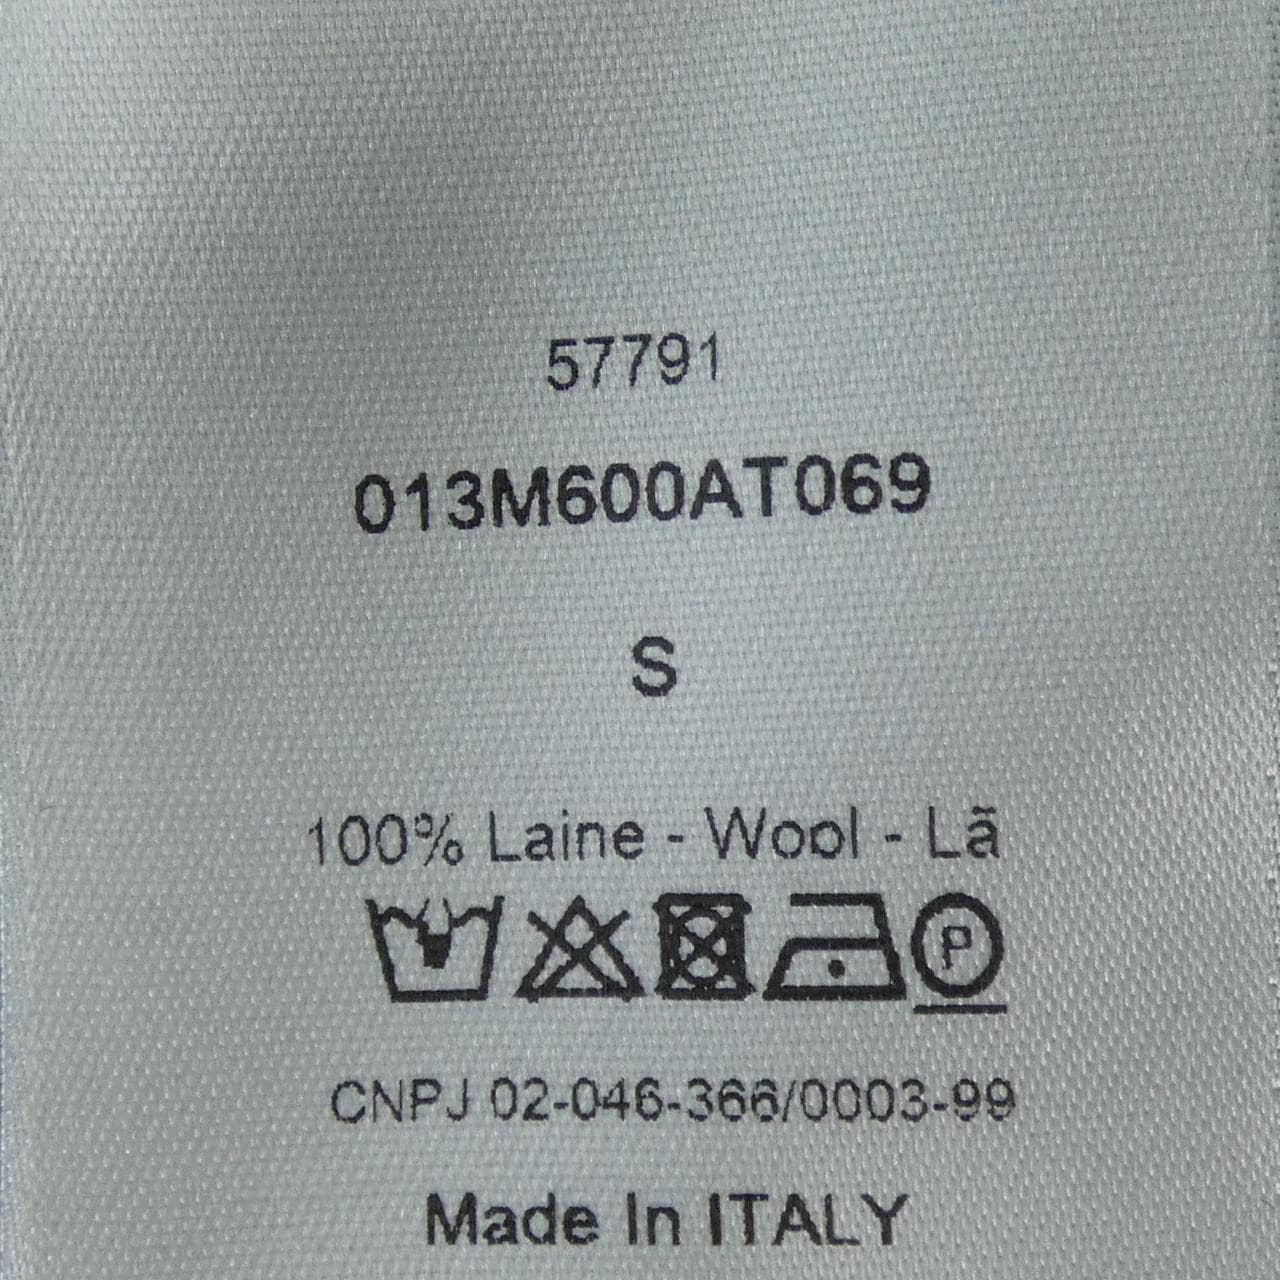 57791
013M600AT069
S
100% Laine - Wool - Lã
P
CNPJ 02-046-366/0003-99
Made In ITALY